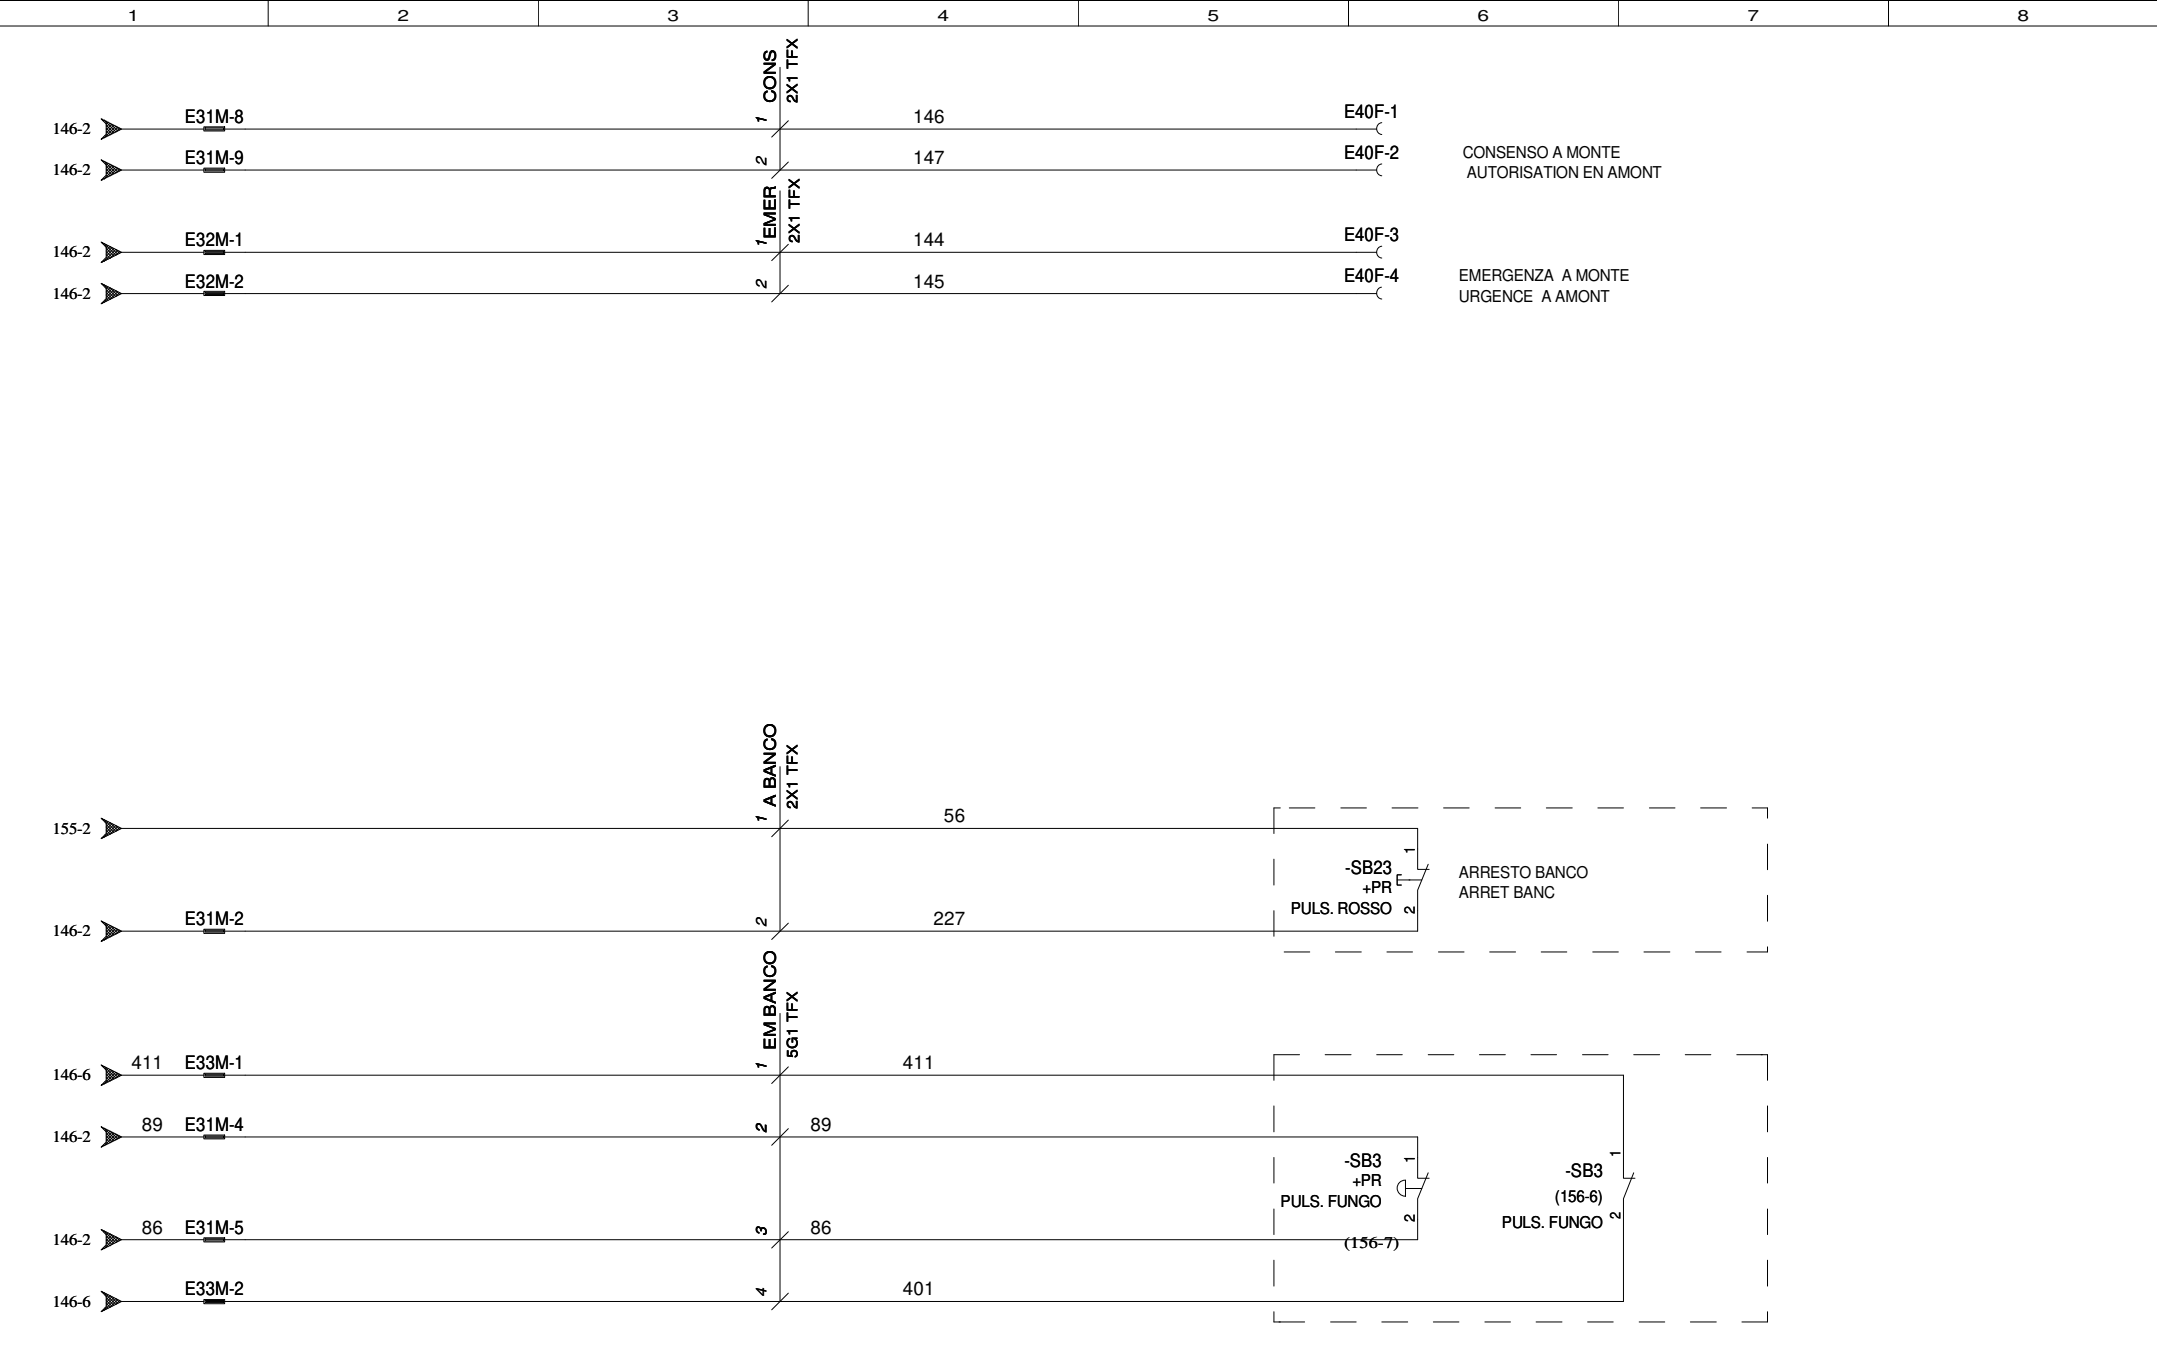 1 2 3 4 5 6 7 8
CONS
2X1 TFX
146-2 E31M-8 1 146 E40F-1
146-2 E31M-9 2 147 E40F-2
CONSENSO A MONTE
AUTORISATION EN AMONT
EMER
2X1 TFX
146-2 E32M-1 1 144 E40F-3
146-2 E32M-2 2 145 E40F-4
EMERGENZA A MONTE
URGENCE A AMONT
A BANCO
2X1 TFX
155-2 1 56
1
-SB23
+PR
PULS. ROSSO
2
ARRESTO BANCO
ARRET BANC
146-2 E31M-2 2 227
EM BANCO
5G1 TFX
146-6 411 E33M-1 1 411
146-2 89 E31M-4 2 89
1
-SB3
+PR
PULS. FUNGO
2
(156-7)
1
-SB3
(156-6)
PULS. FUNGO
2
146-2 86 E31M-5 3 86
146-6 E33M-2 4 401